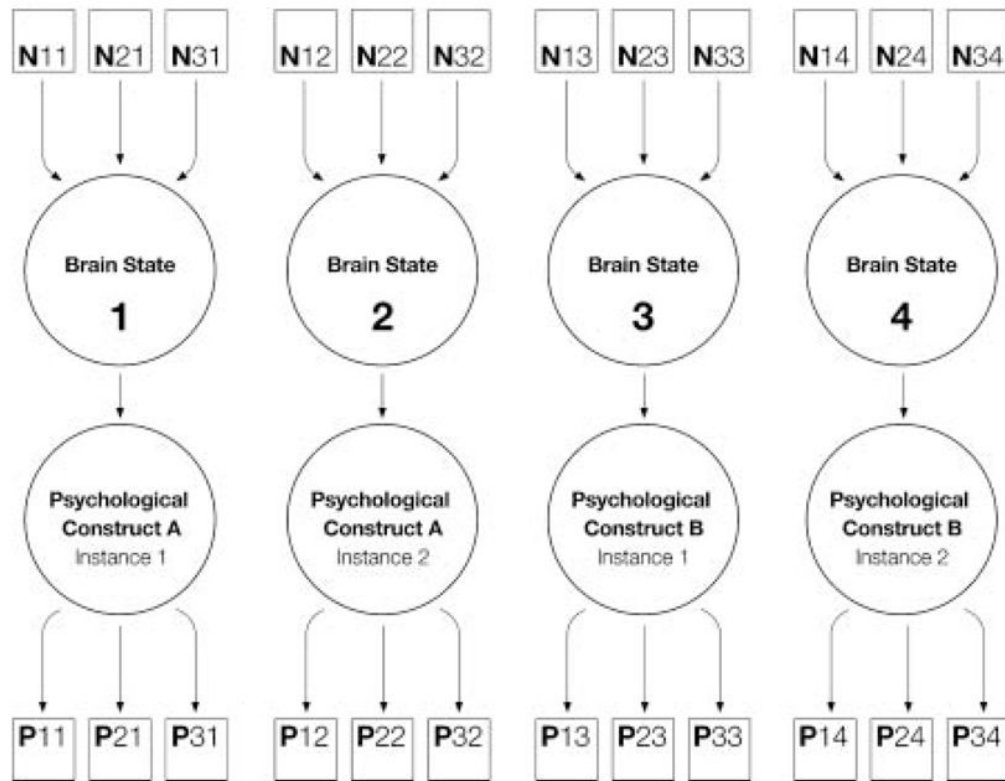 N11 N21 N31 N12 N22 N32 N13 N23 N33 N14 N24 N34
Brain State Brain State Brain State Brain State
1 2 3 4
Psychological Psychological Psychological Psychological
Construct A Construct A Construct B Construct B
Instance 1 Instance 2 Instance 1 Instance 2
P11 P21 P31 P12 P22 P32 P13 P23 P33 P14 P24 P34